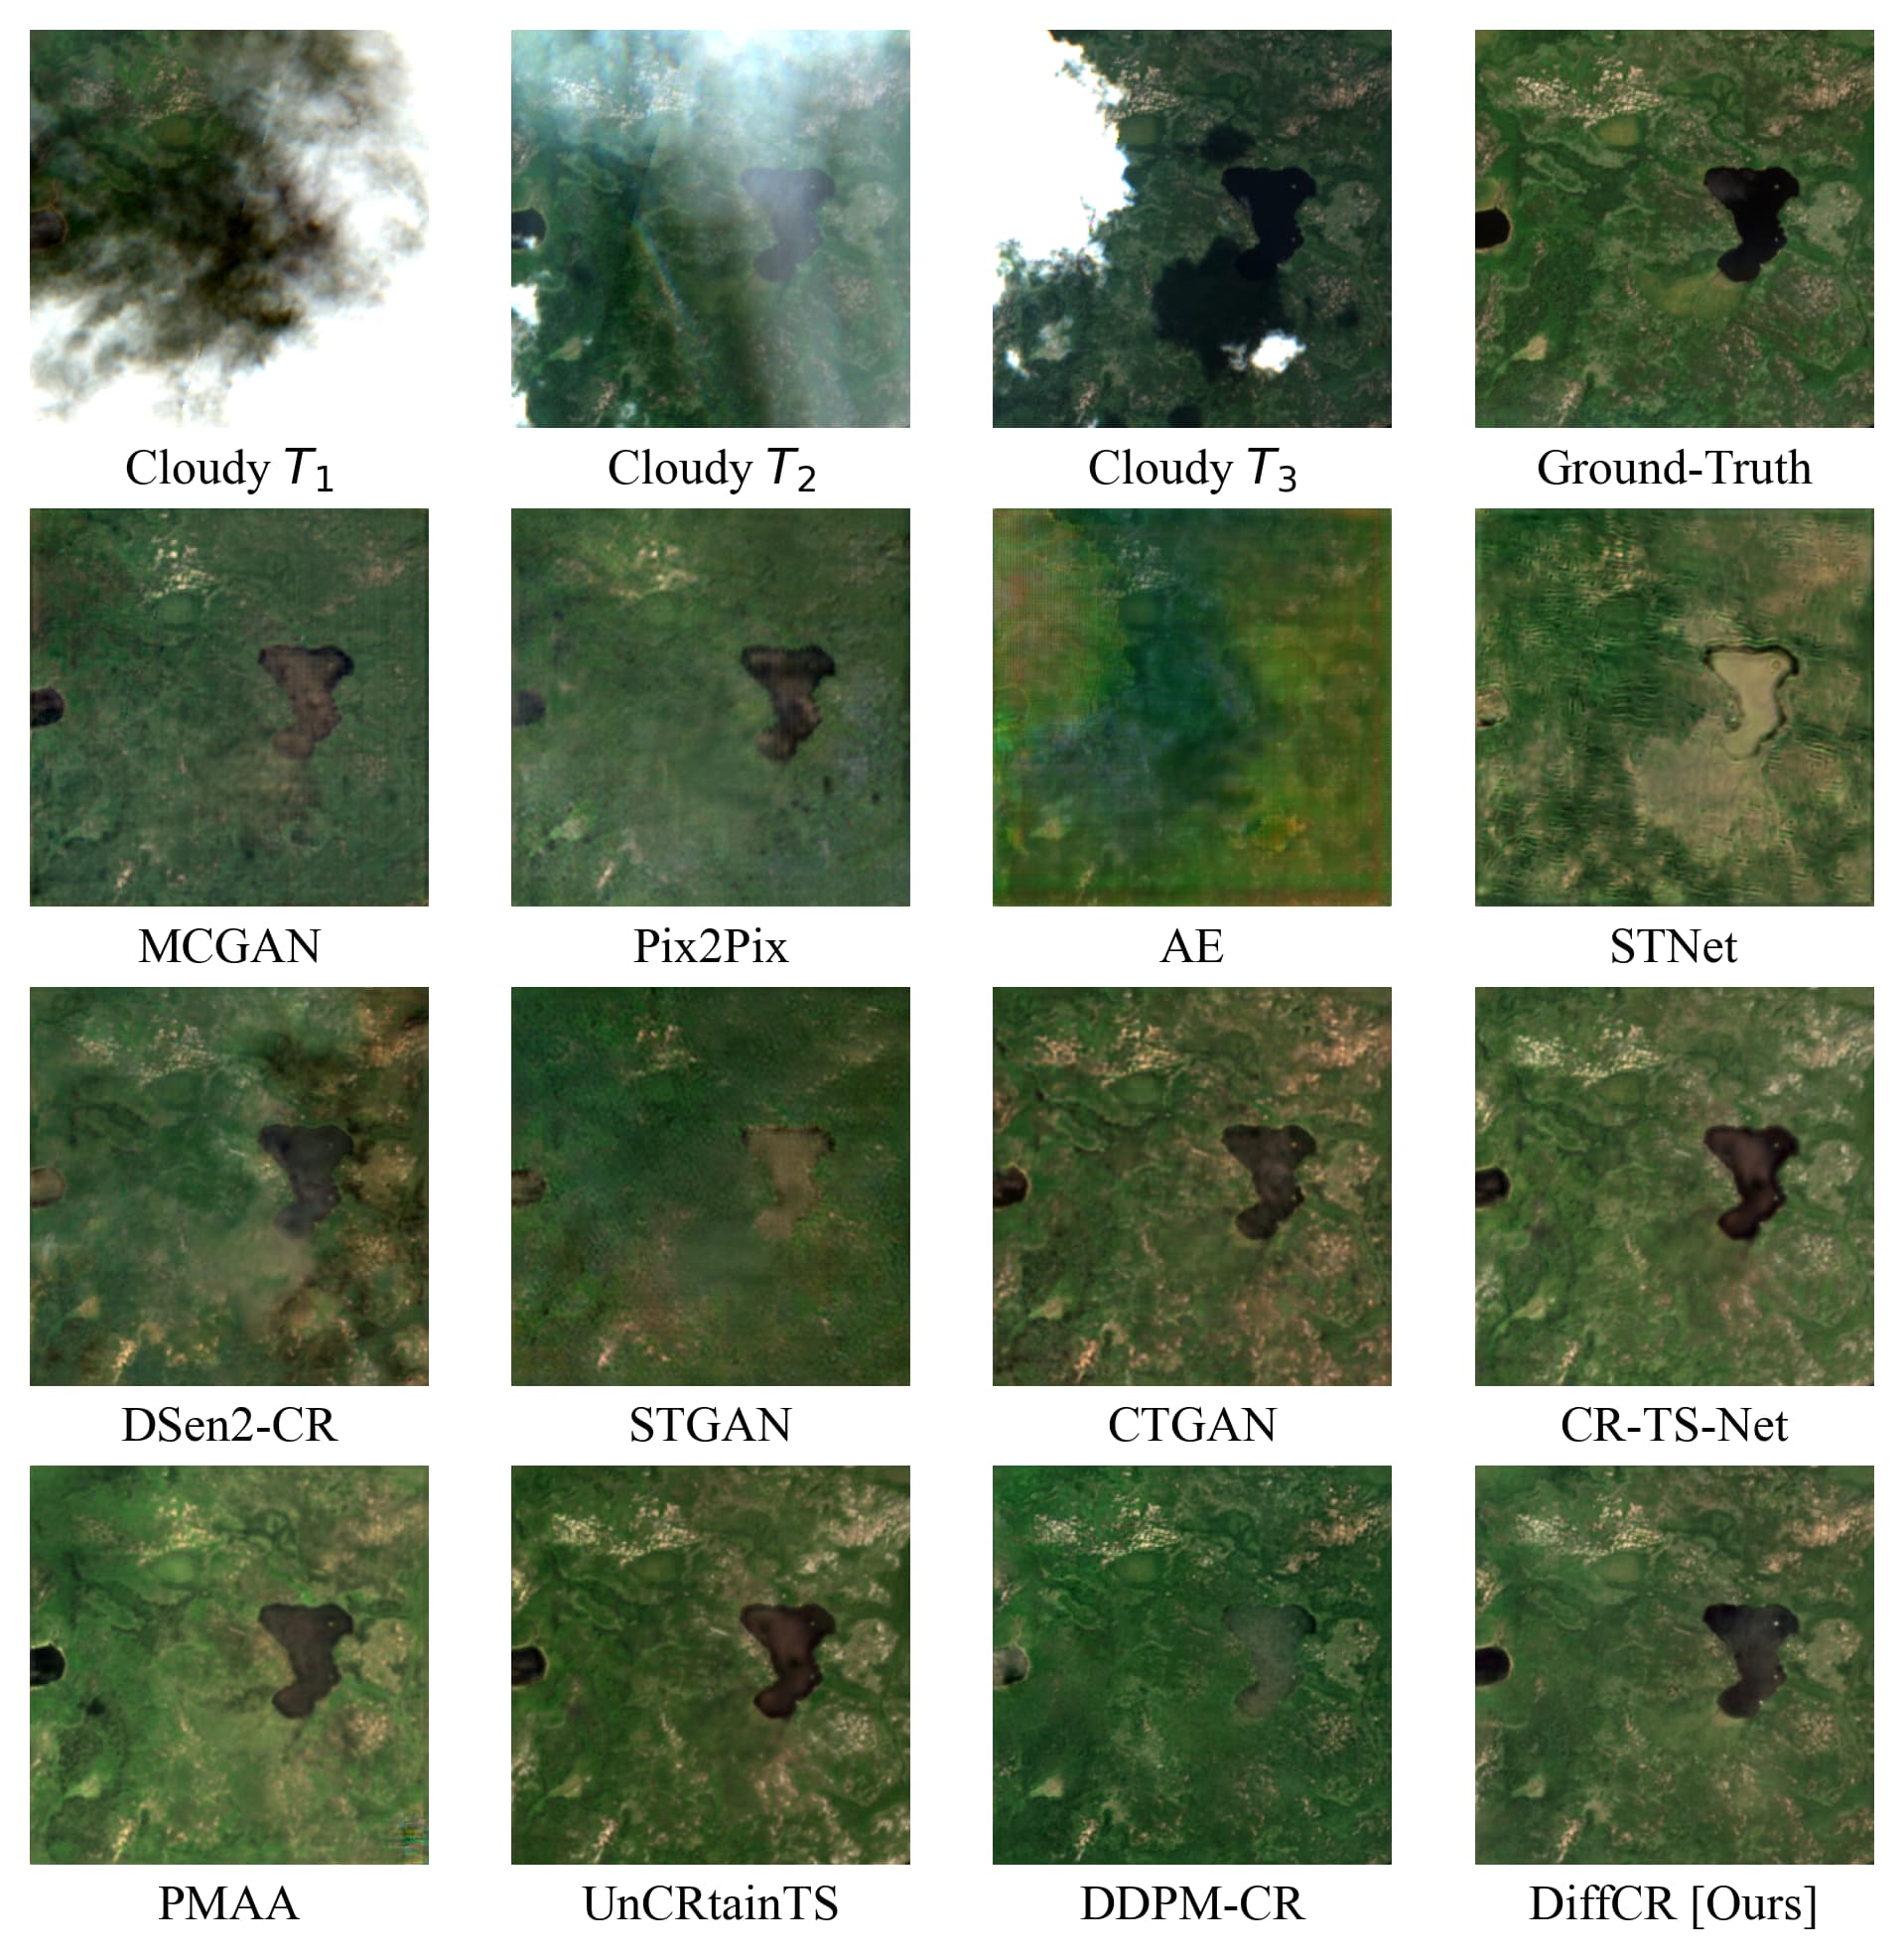 Cloudy T1
Cloudy T2
Cloudy T3
Ground-Truth
MCGAN
Pix2Pix
AE
STNet
DSen2-CR
STGAN
CTGAN
CR-TS-Net
PMAA
UnCRtainTS
DDPM-CR
DiffCR [Ours]